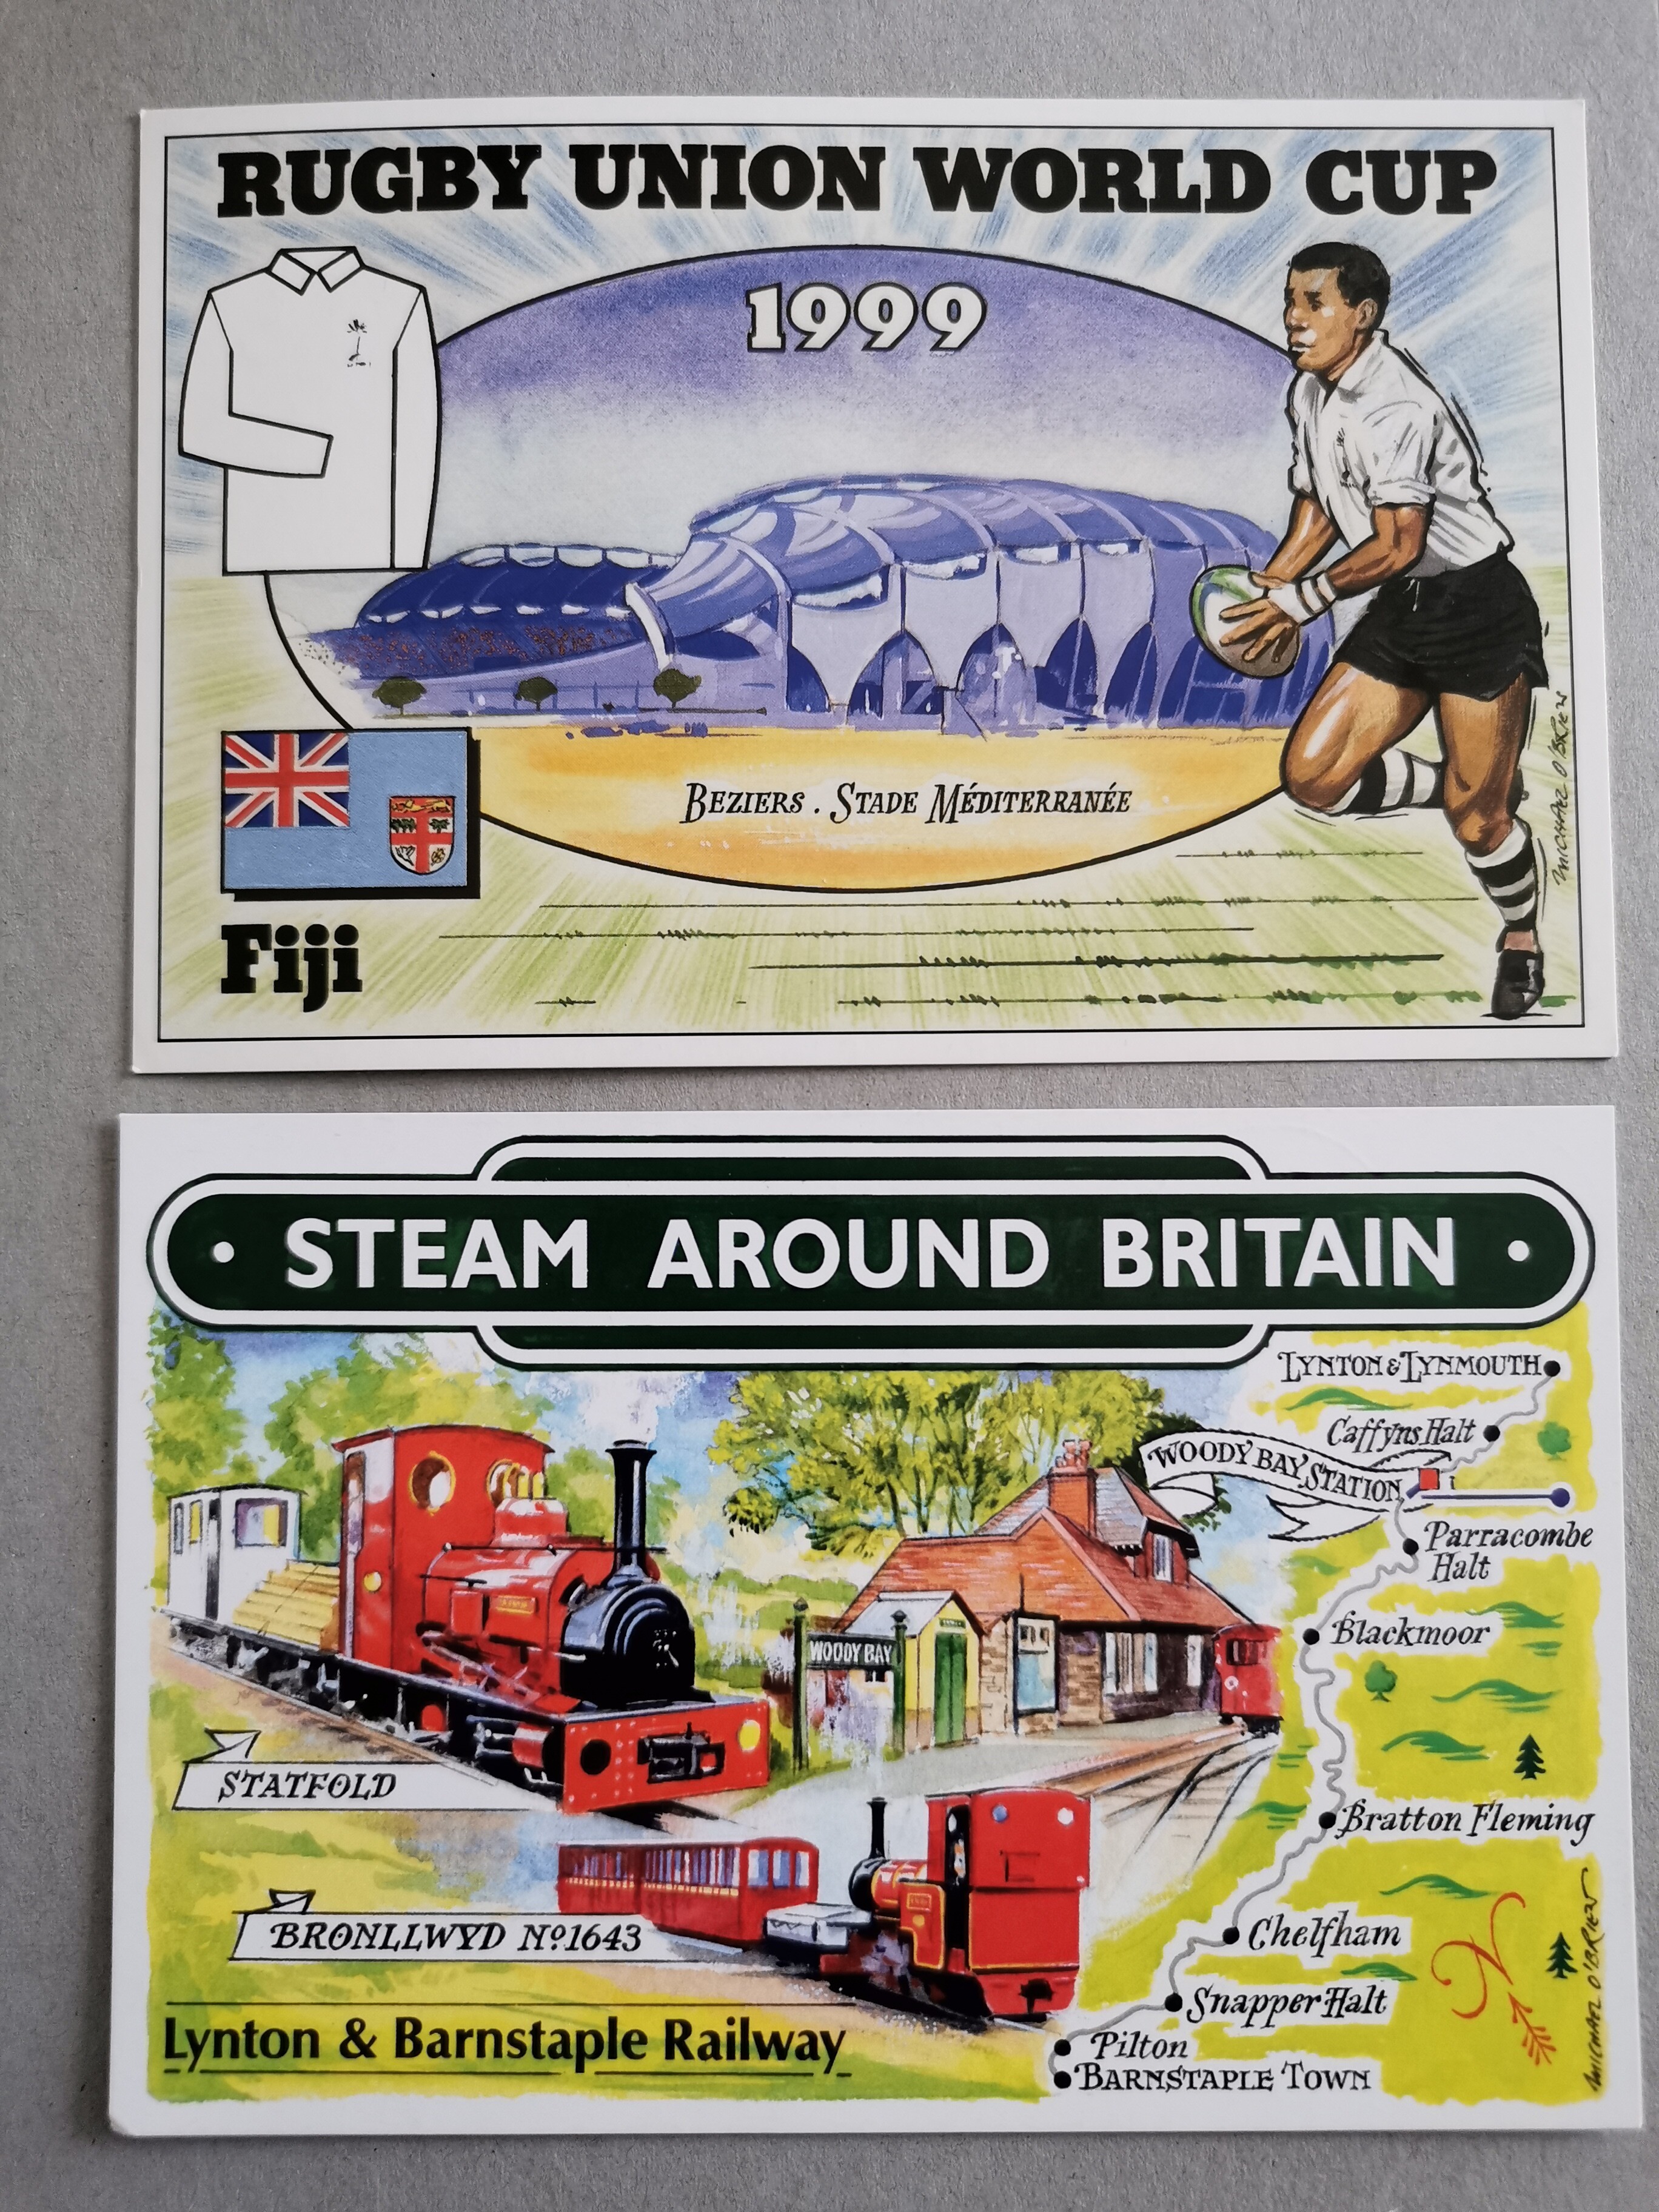 RUGBY UNION WORLD CUP
1999
BEZIERS . STADE MÉDITERRANÉE
Fiji
MICHAEL O'BRIEN
• STEAM AROUND BRITAIN •
LYNTON & LYNMOUTH
Caffyns Halt
WOODY BAY STATION
Parracombe
Halt
Blackmoor
WOODY BAY
STATFOLD
Bratton Fleming
BRONLLWYD Nº1643
Chelfham
N
Snapper Halt
Lynton & Barnstaple Railway
Pilton
BARNSTAPLE TOWN
MICHAEL O'BRIEN